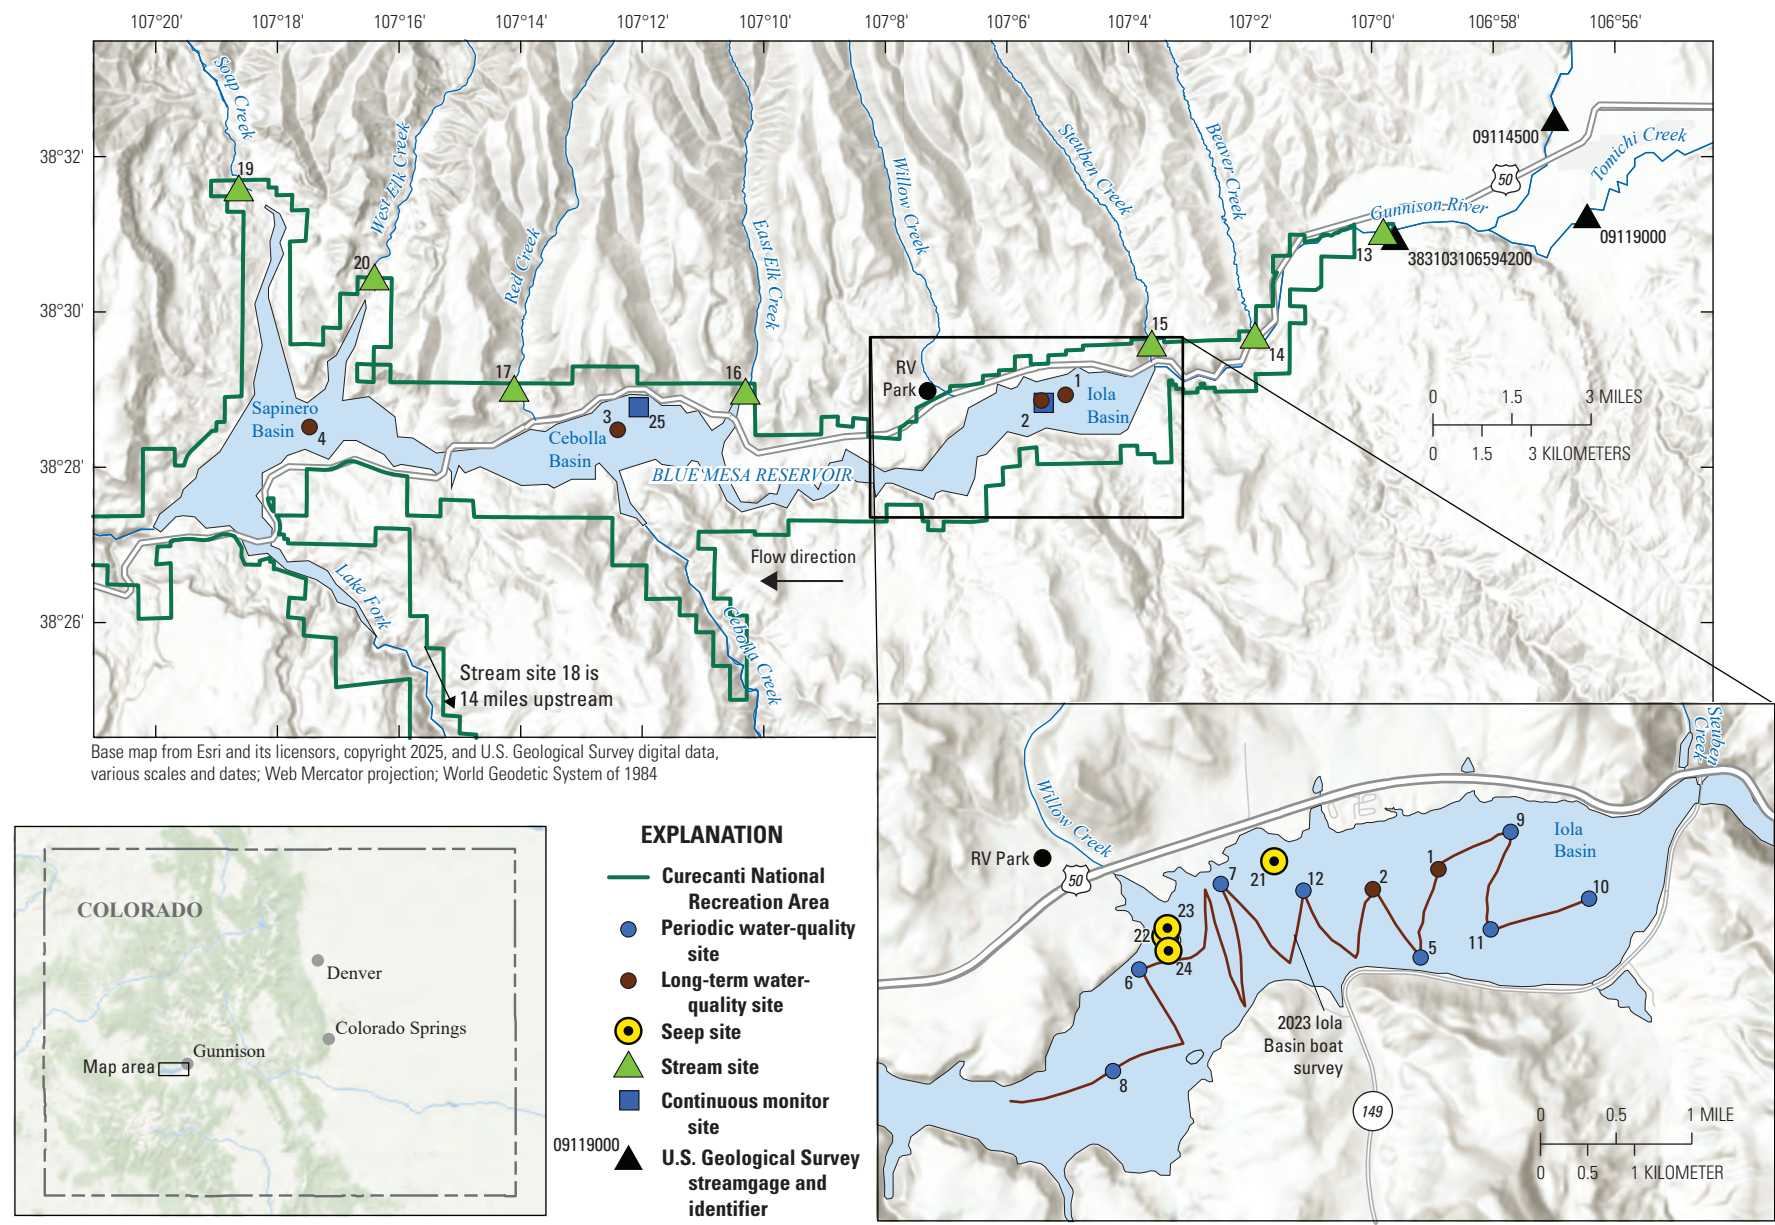 107°20'
107°18'
107°16'
107°14'
107°12'
107°10'
107°8'
107°6'
107°4'
107°2'
107°0'
106°58'
106°56'
38°32'
38°30'
38°28'
38°26'
Soap Creek
West Elk Creek
Red Creek
East Elk Creek
Willow Creek
Steuben Creek
Beaver Creek
Gunnison River
Tomichi Creek
09114500
50
09119000
383103106594200
13
14
15
16
17
19
20
RV
Park
1
2
Iola
Basin
Sapinero
Basin
4
3
25
Cebolla
Basin
BLUE MESA RESERVOIR
0 1.5 3 MILES
0 1.5 3 KILOMETERS
Flow direction
Lake Fork
Cebolla Creek
Stream site 18 is
14 miles upstream
Base map from Esri and its licensors, copyright 2025, and U.S. Geological Survey digital data,
various scales and dates; Web Mercator projection; World Geodetic System of 1984
COLORADO
Denver
Colorado Springs
Gunnison
Map area
EXPLANATION
Curecanti National
Recreation Area
Periodic water-quality
site
Long-term water-
quality site
Seep site
Stream site
Continuous monitor
site
09119000
U.S. Geological Survey
streamgage and
identifier
Steuben
Creek
Willow Creek
RV Park
50
Iola
Basin
9
1
2
10
11
5
12
21
7
23
22
24
6
8
2023 Iola
Basin boat
survey
149
0 0.5 1 MILE
0 0.5 1 KILOMETER